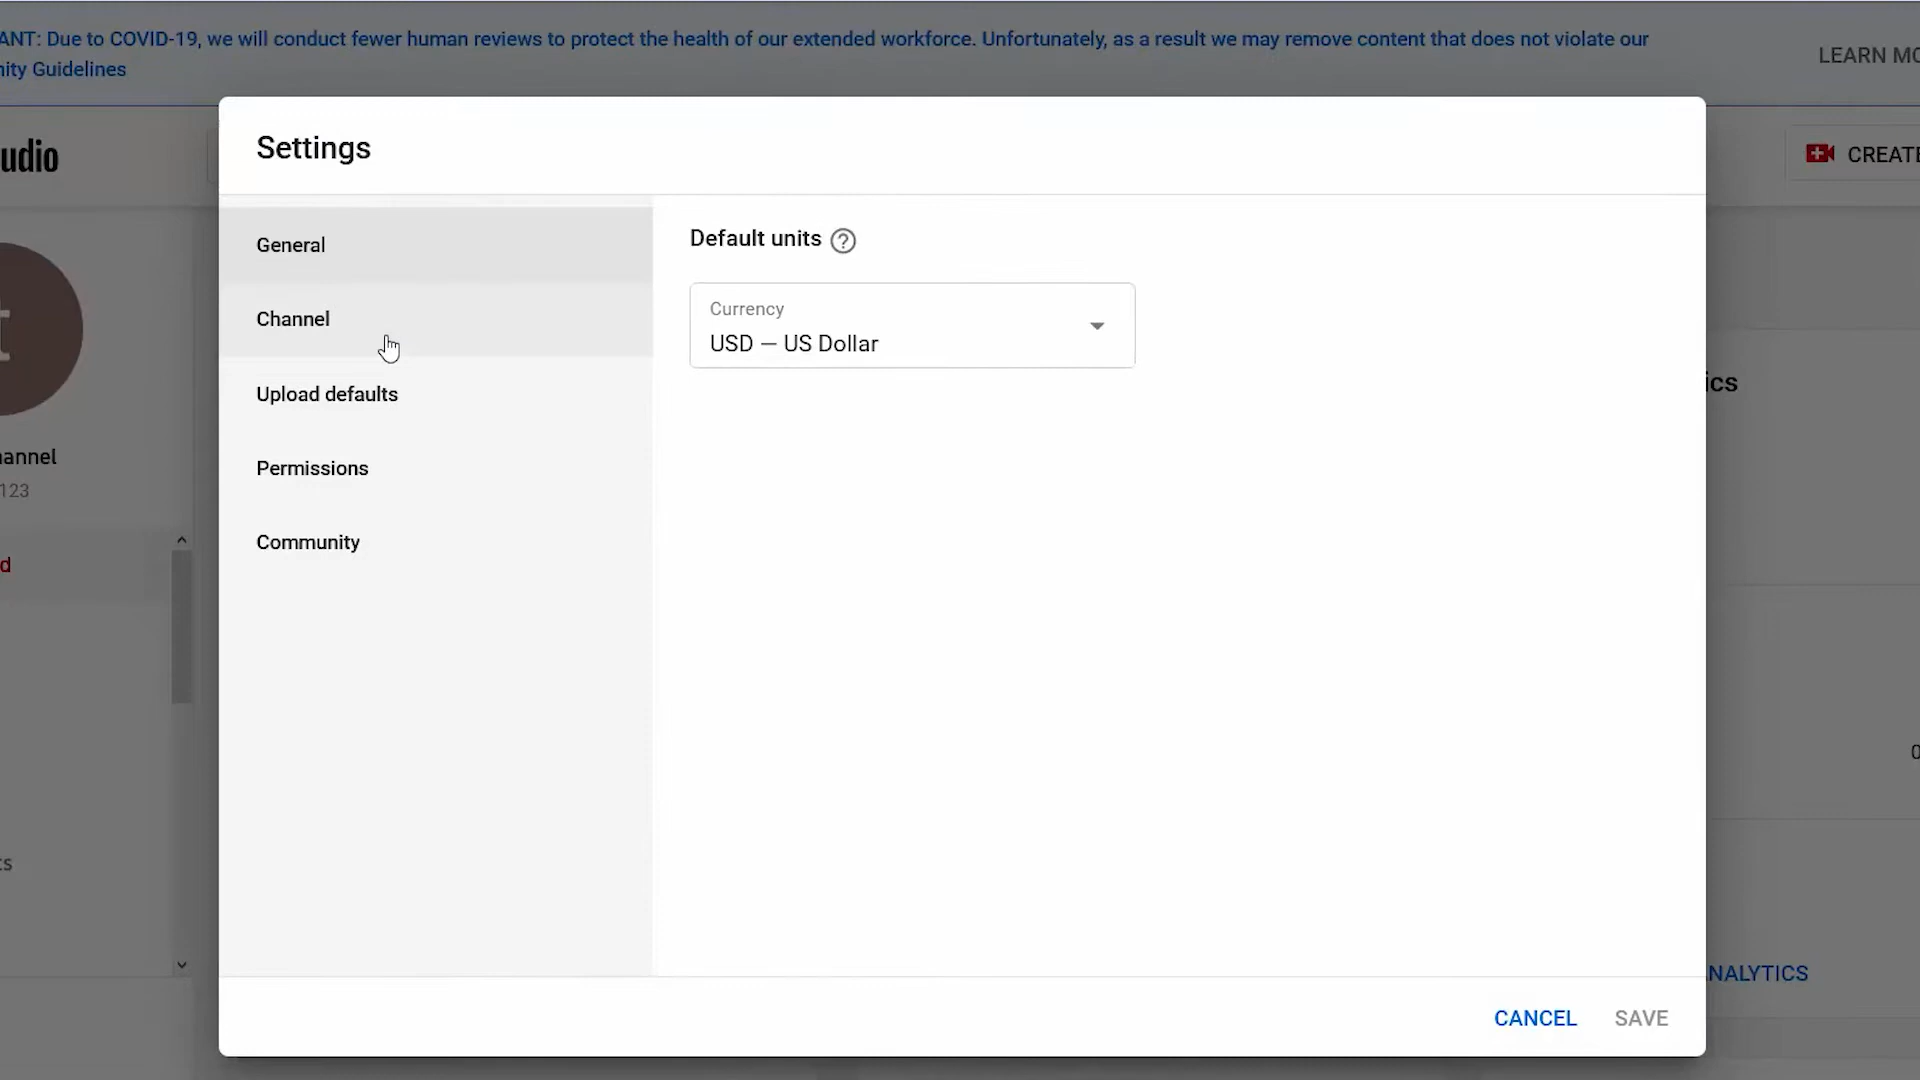 ANT: Due to COVID-19, we will conduct fewer human reviews to protect the health of our extended workforce. Unfortunately, as a result we may remove content that does not violate our
nity Guidelines
LEARN MO
udio
CREATE
Settings
General
Channel
Upload defaults
Permissions
Community
Default units
Currency
USD — US Dollar
t
annel
123
d
ts
ics
0
NALYTICS
CANCEL
SAVE